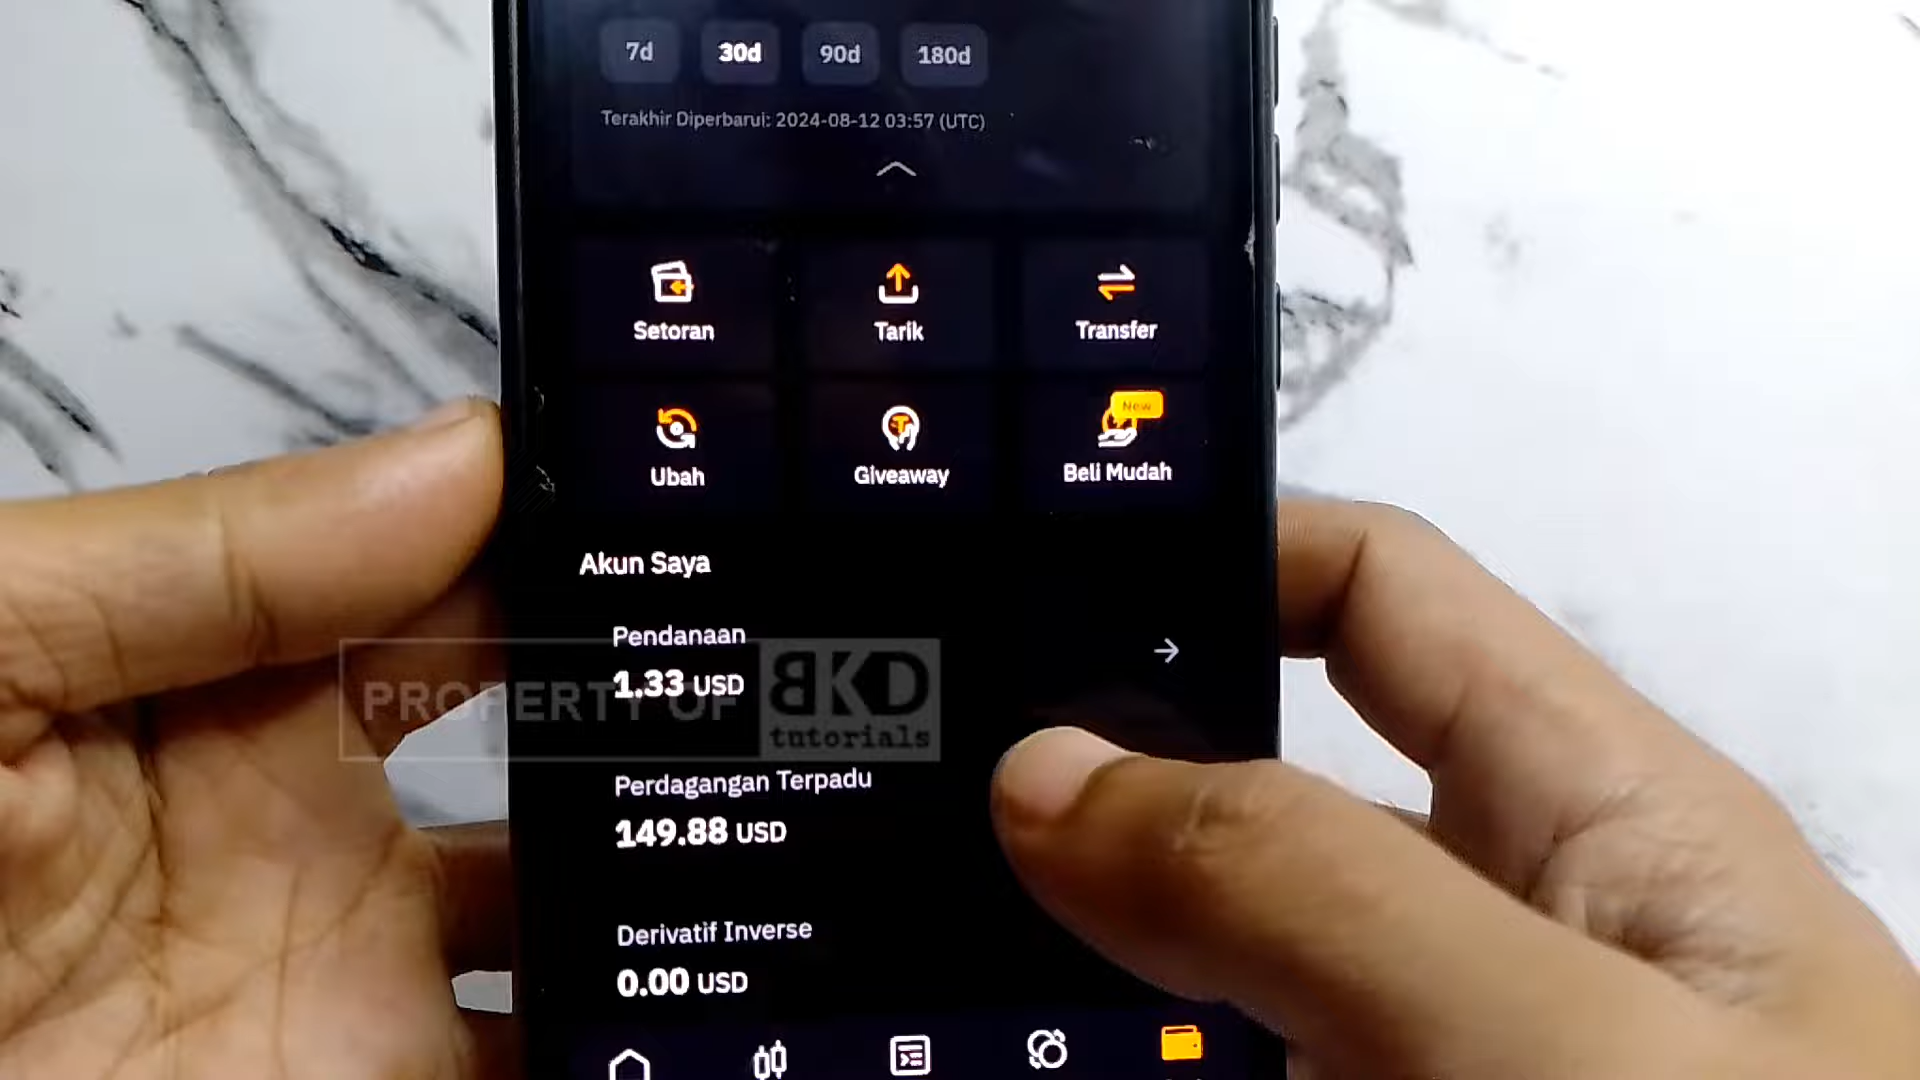 7d 30d 90d 180d
Terakhir Diperbarui: 2024-08-12 03:57 (UTC)
Setoran Tarik Transfer
New
Ubah Giveaway Beli Mudah
Akun Saya
Pendanaan
1.33 USD
PROPERTY OF BKD tutorials
Perdagangan Terpadu
149.88 USD
Derivatif Inverse
0.00 USD